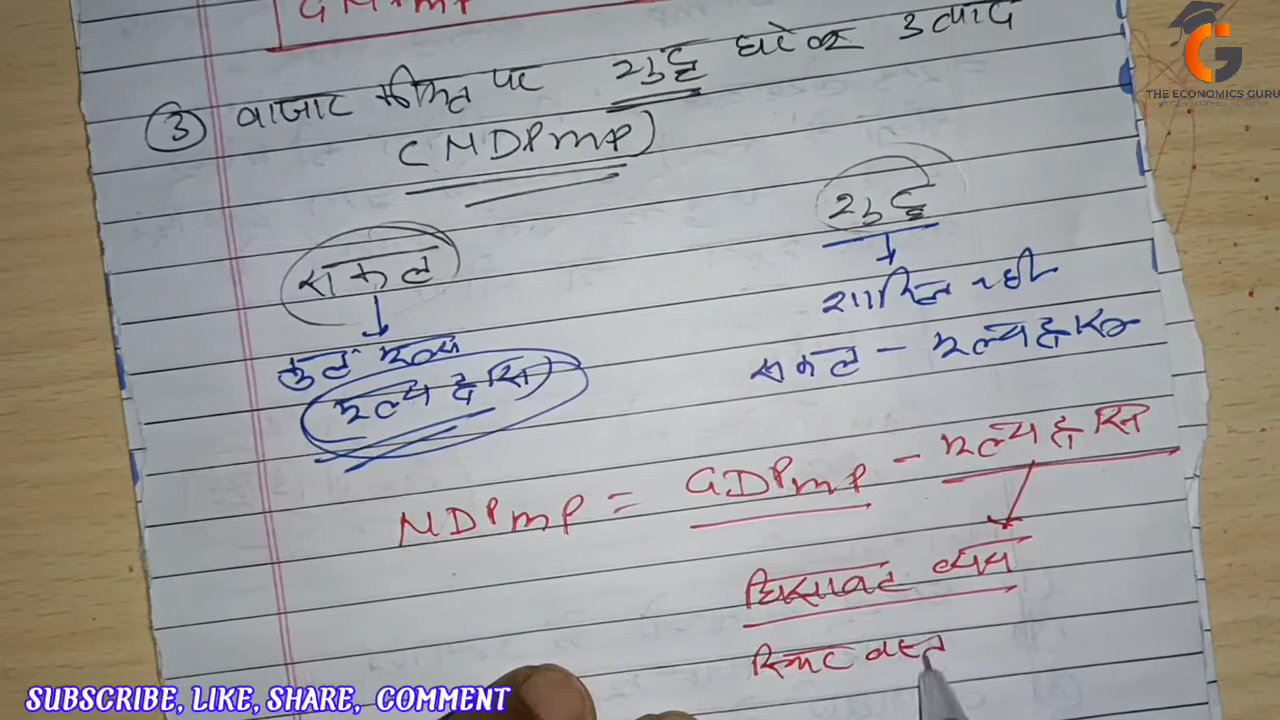 GNPMP
③ बाजार कीमत पर शुद्ध घरेलू उत्पाद
(NDPMP)
सकल
शुद्ध
↓
कुल मूल्य
मूल्य ह्रास
↓
शामिल नहीं
सकल - मूल्य ह्रास
NDPMP = GDPMP - मूल्य ह्रास
घिसावट व्यय
THE ECONOMICS GURU
SUBSCRIBE, LIKE, SHARE, COMMENT